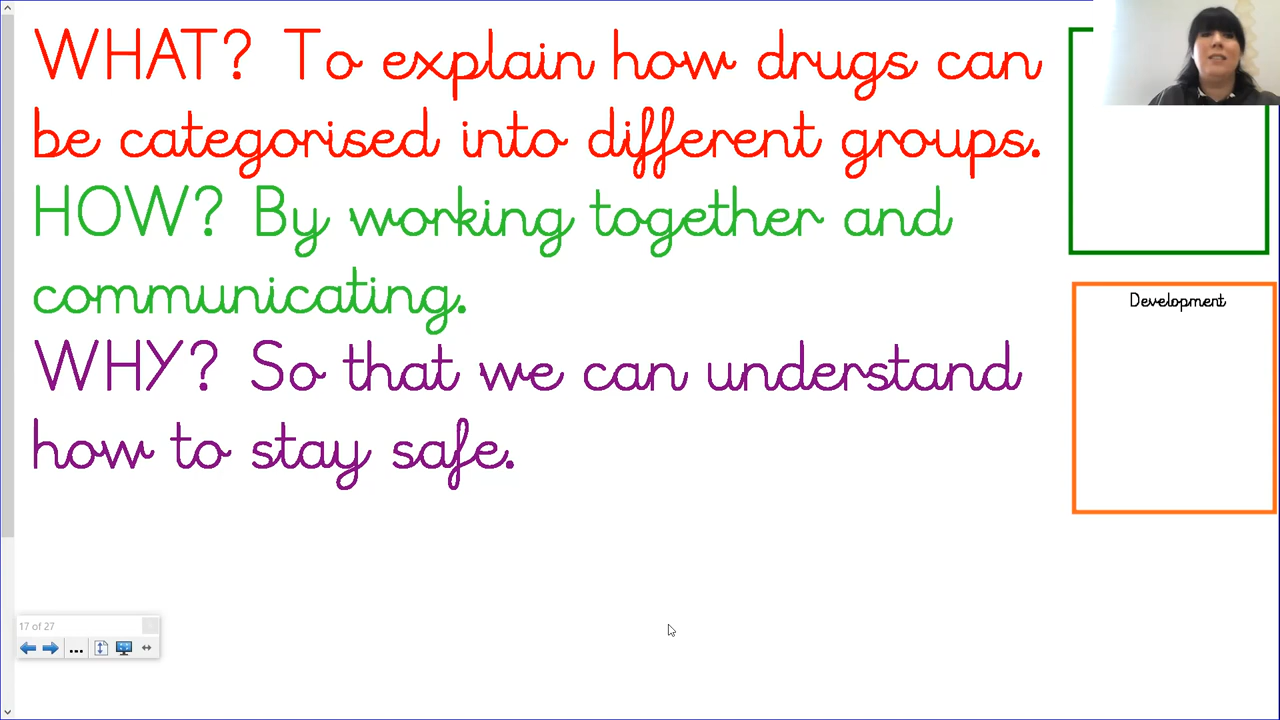 WHAT? To explain how drugs can
be categorised into different groups.
HOW? By working together and
communicating.
WHY? So that we can understand
how to stay safe.
Development
17 of 27
...